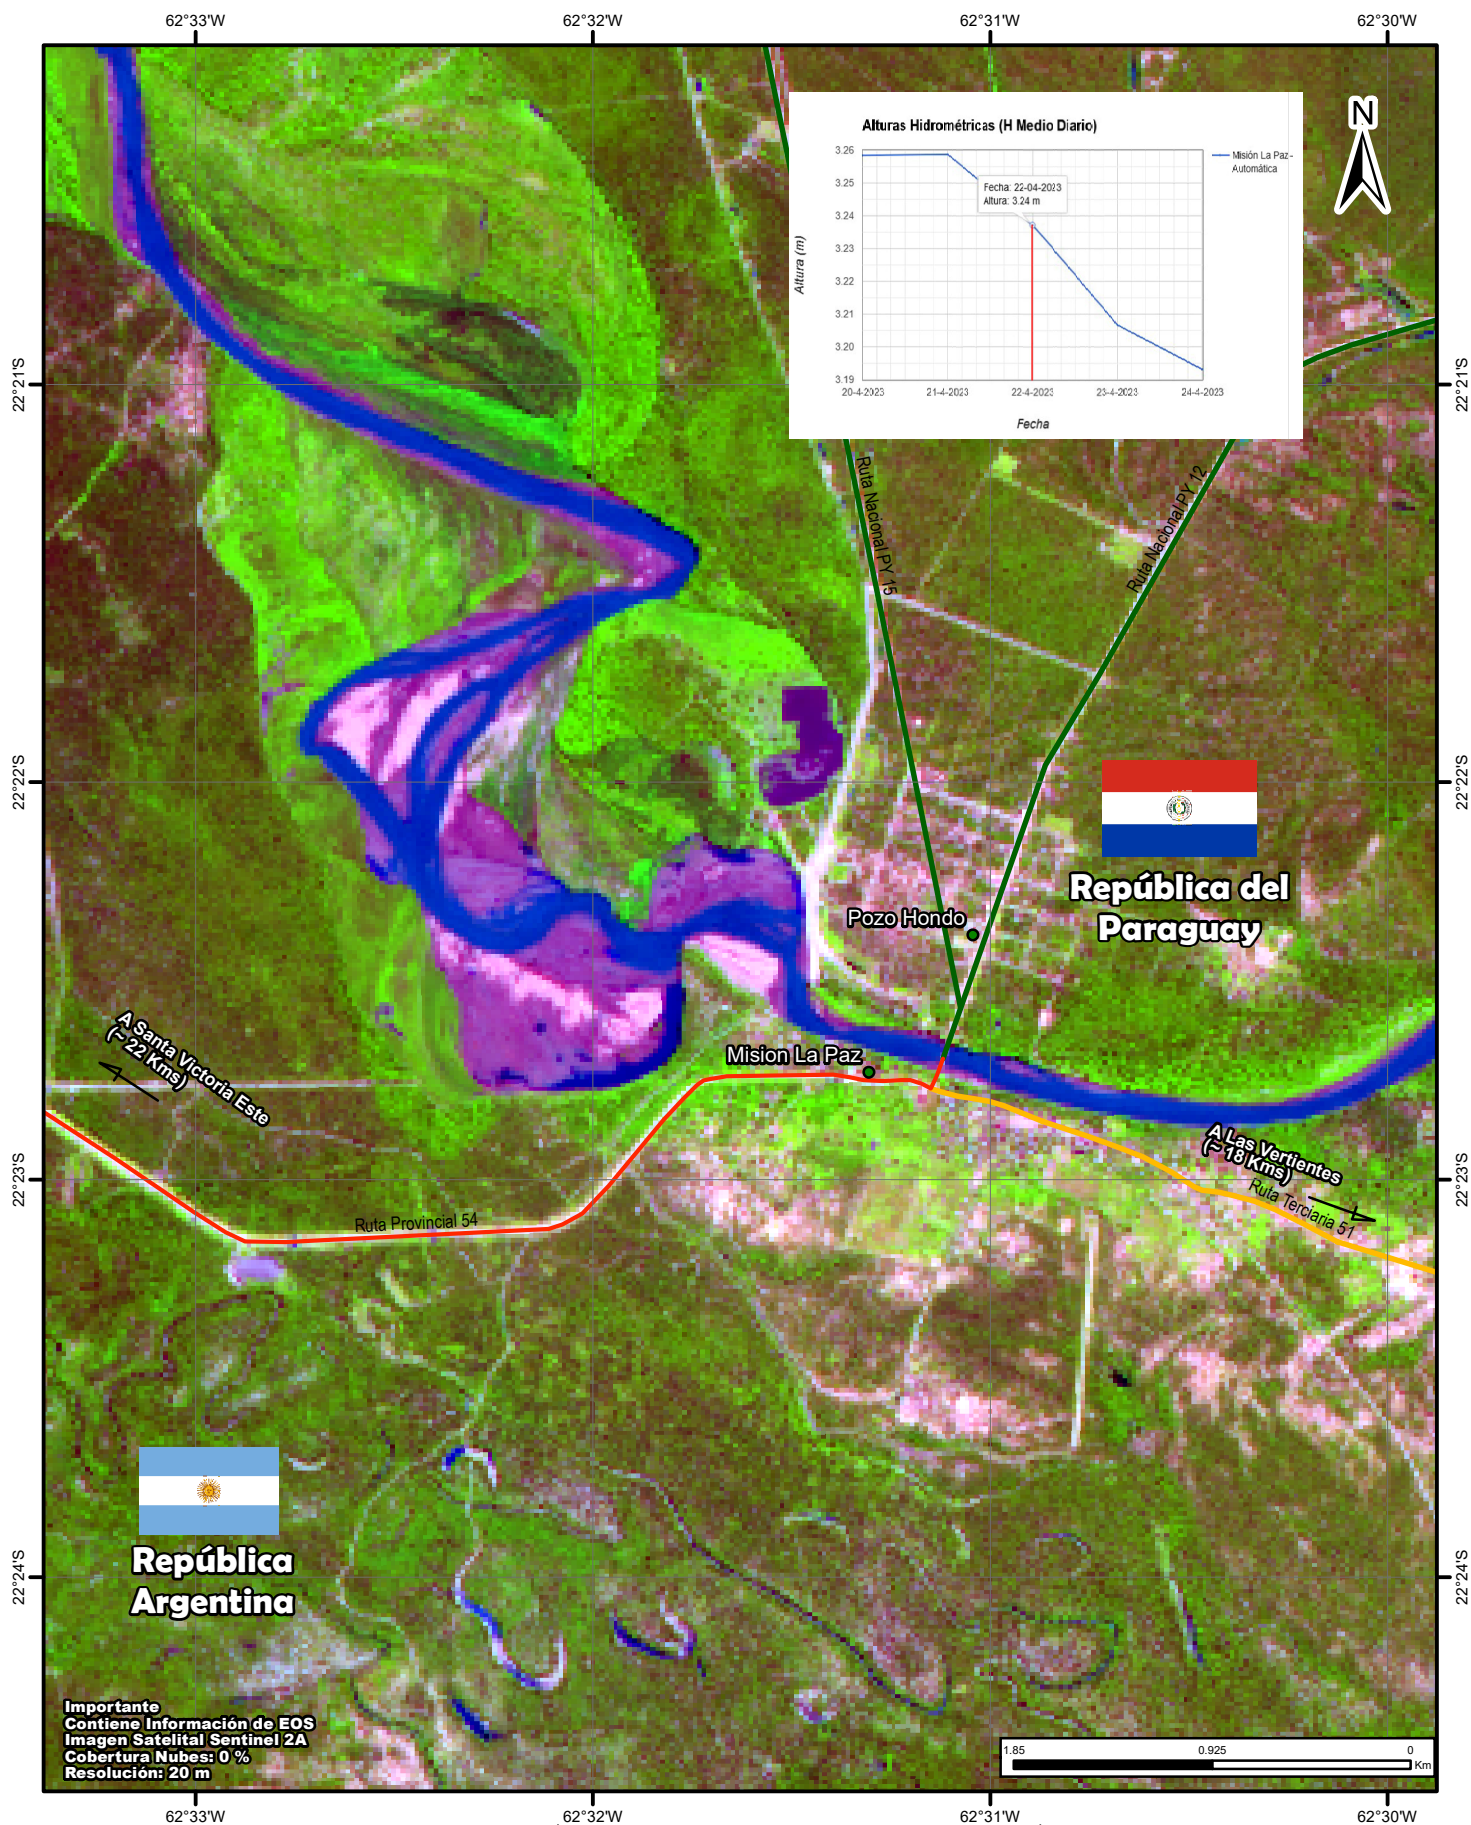 62°33'W
62°32'W
62°31'W
62°30'W
N
Alturas Hidrométricas (H Medio Diario)
3.26
3.25
3.24
3.23
3.22
3.21
3.20
3.19
Altura (m)
Fecha: 22-04-2023
Altura: 3.24 m
Misión La Paz-
Automática
20-4-2023
21-4-2023
22-4-2023
23-4-2023
24-4-2023
Fecha
22°21'S
22°21'S
Ruta Nacional PY 15
Ruta Nacional PY 12
22°22'S
22°22'S
República del
Paraguay
Pozo Hondo
Mision La Paz
A Santa Victoria Este
(~ 22 Kms)
A Las Vertientes
(~ 18 Kms)
22°23'S
22°23'S
Ruta Terciaria 51
Ruta Provincial 54
República
Argentina
22°24'S
22°24'S
Importante
Contiene Información de EOS
Imagen Satelital Sentinel 2A
Cobertura Nubes: 0 %
Resolución: 20 m
1.85
0.925
0
Km
62°33'W
62°32'W
62°31'W
62°30'W